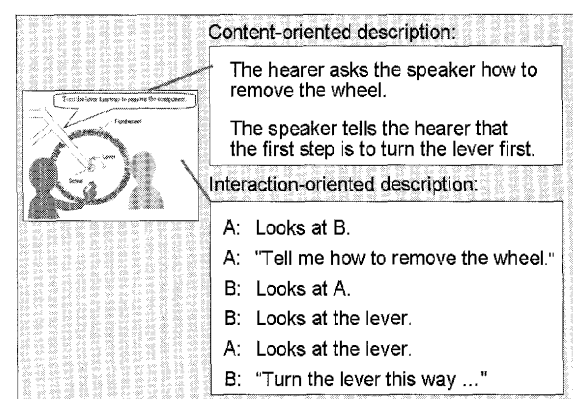 Content-oriented description:
The hearer asks the speaker how to
remove the wheel.
The speaker tells the hearer that
the first step is to turn the lever first.
Lever
Interaction-oriented description:
A: Looks at B.
A: "Tell me how to remove the wheel."
B: Looks at A.
B: Looks at the lever.
A: Looks at the lever.
B: "Turn the lever this way ..."